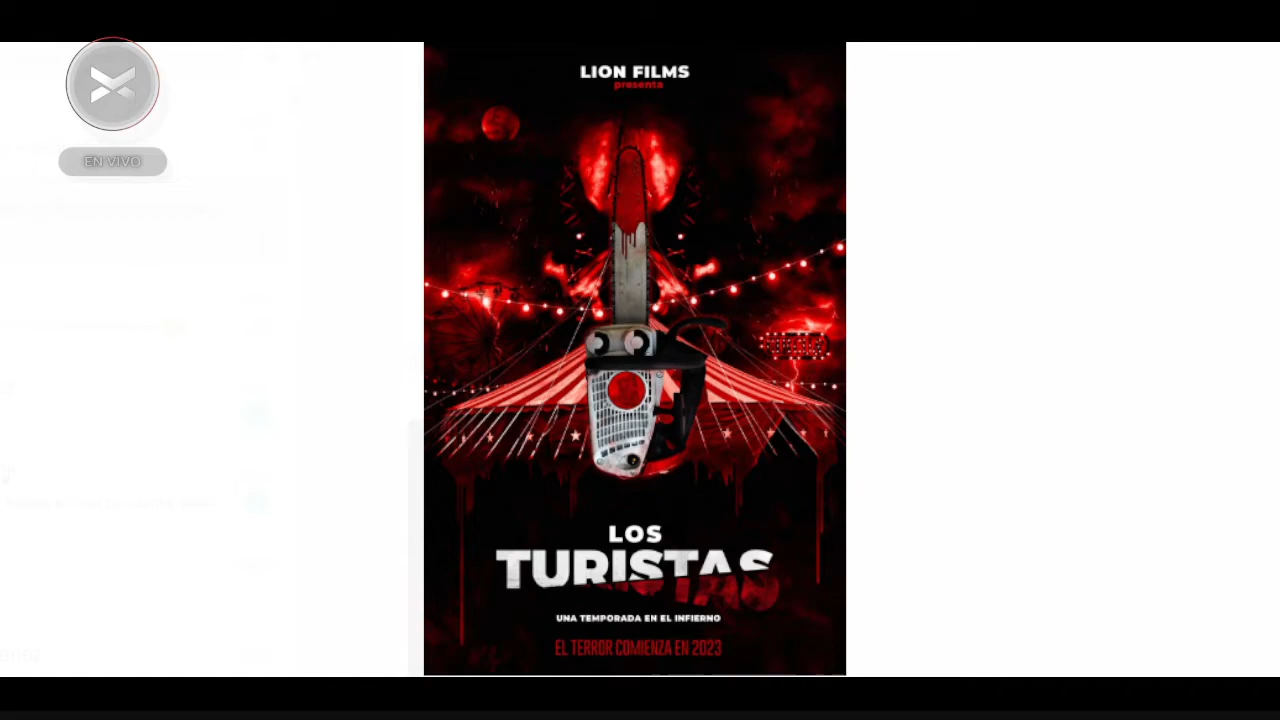 EN VIVO
LION FILMS
presenta
LOS
TURISTAS
UNA TEMPORADA EN EL INFIERNO
EL TERROR COMIENZA EN 2023